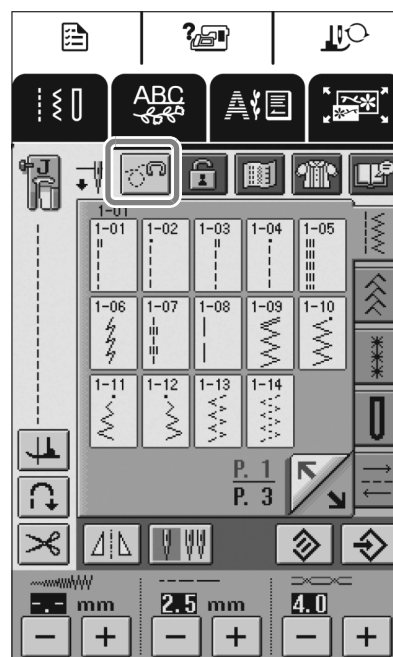 ?
ABC
A
J
1-01
1-01 1-02 1-03 1-04 1-05
1-06 1-07 1-08 1-09 1-10
1-11 1-12 1-13 1-14
P. 1
P. 3
-.- mm 2.5 mm 4.0
− + − + − +